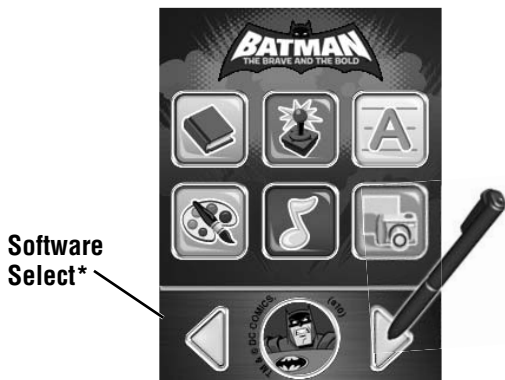 BATMAN
THE BRAVE AND THE BOLD
A
Software
Select*
TM & © DC COMICS.
(s10)